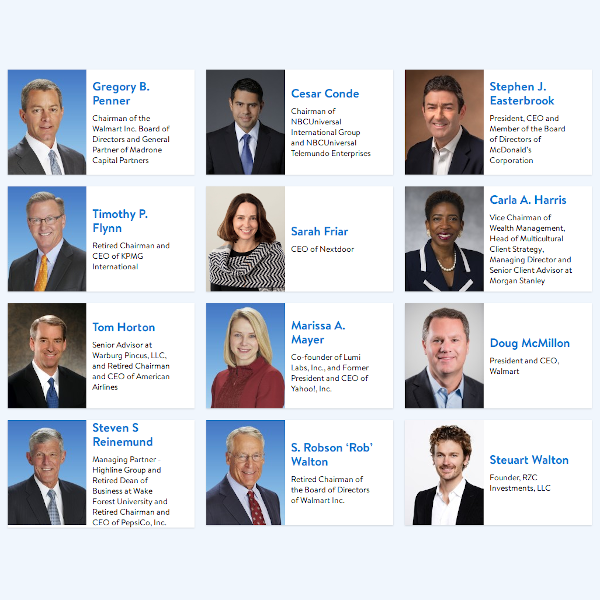 Gregory B.
Penner
Chairman of the
Walmart Inc. Board of
Directors and General
Partner of Madrone
Capital Partners
Cesar Conde
Chairman of
NBCUniversal
International Group
and NBCUniversal
Telemundo Enterprises
Stephen J.
Easterbrook
President, CEO and
Member of the Board
of Directors of
McDonald's
Corporation
Timothy P.
Flynn
Retired Chairman and
CEO of KPMG
International
Sarah Friar
CEO of Nextdoor
Carla A. Harris
Vice Chairman of
Wealth Management,
Head of Multicultural
Client Strategy,
Managing Director and
Senior Client Advisor at
Morgan Stanley
Tom Horton
Senior Advisor at
Warburg Pincus, LLC,
and Retired Chairman
and CEO of American
Airlines
Marissa A.
Mayer
Co-founder of Lumi
Labs, Inc., and Former
President and CEO of
Yahoo!, Inc.
Doug McMillon
President and CEO,
Walmart
Steven S
Reinemund
Managing Partner -
Highline Group and
Retired Dean of
Business at Wake
Forest University and
Retired Chairman and
CEO of PepsiCo, Inc.
S. Robson ‘Rob’
Walton
Retired Chairman of
the Board of Directors
of Walmart Inc.
Steuart Walton
Founder, RZC
Investments, LLC